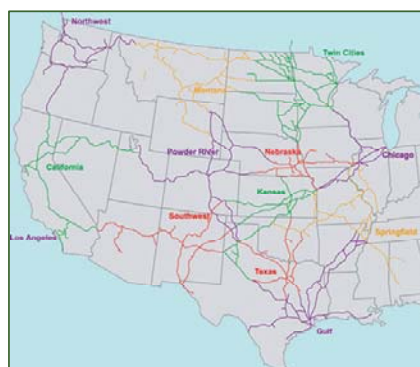 Northwest
Twin Cities
Montana
Powder River
Nebraska
Chicago
California
Kansas
Southwest
Springfield
Los Angeles
Texas
Gulf